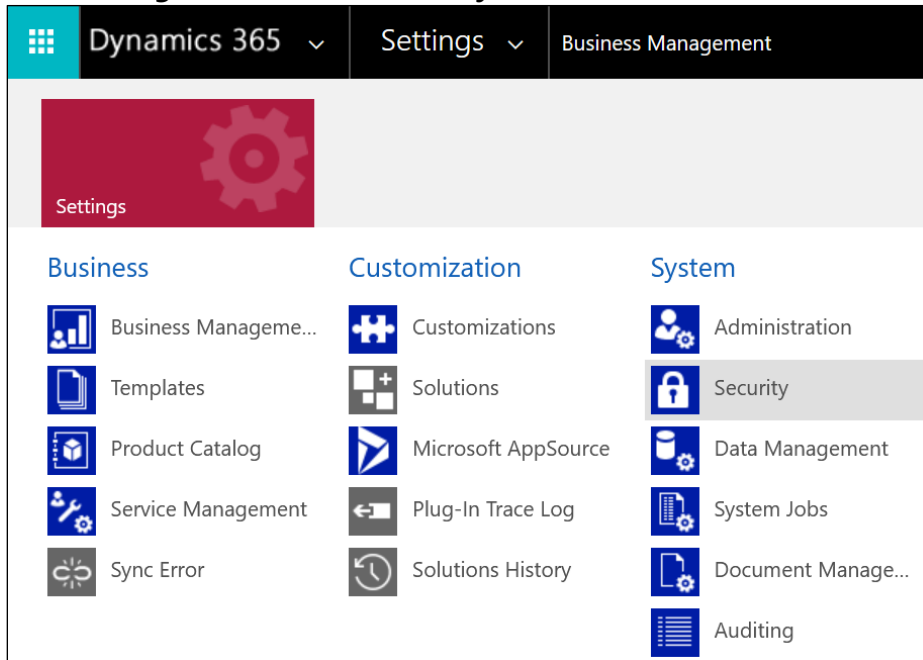 Dynamics 365 Settings Business Management
Settings
Business Customization System
Business Manageme... Customizations Administration
Templates Solutions Security
Product Catalog Microsoft AppSource Data Management
Service Management Plug-In Trace Log System Jobs
Sync Error Solutions History Document Manage...
Auditing